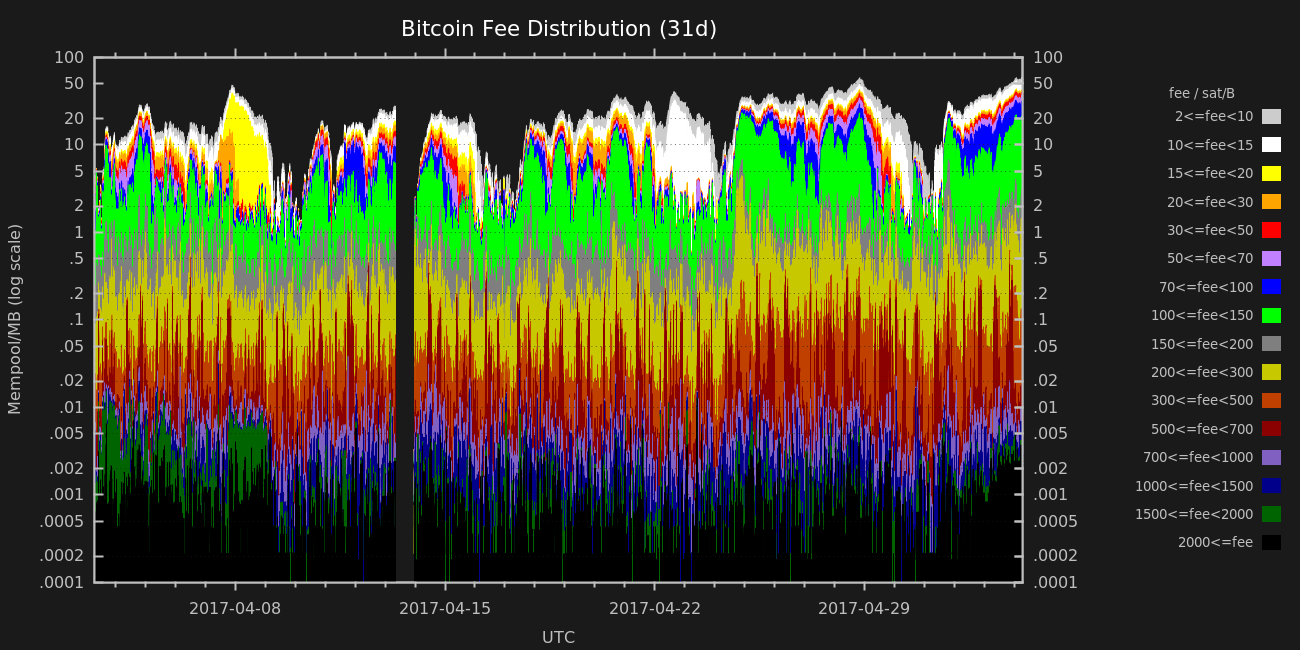 Bitcoin Fee Distribution (31d)
Mempool/MB (log scale)
100
50
20
10
5
2
1
.5
.2
.1
.05
.02
.01
.005
.002
.001
.0005
.0002
.0001
100
50
20
10
5
2
1
.5
.2
.1
.05
.02
.01
.005
.002
.001
.0005
.0002
.0001
2017-04-08
2017-04-15
2017-04-22
2017-04-29
UTC
fee / sat/B
2<=fee<10
10<=fee<15
15<=fee<20
20<=fee<30
30<=fee<50
50<=fee<70
70<=fee<100
100<=fee<150
150<=fee<200
200<=fee<300
300<=fee<500
500<=fee<700
700<=fee<1000
1000<=fee<1500
1500<=fee<2000
2000<=fee